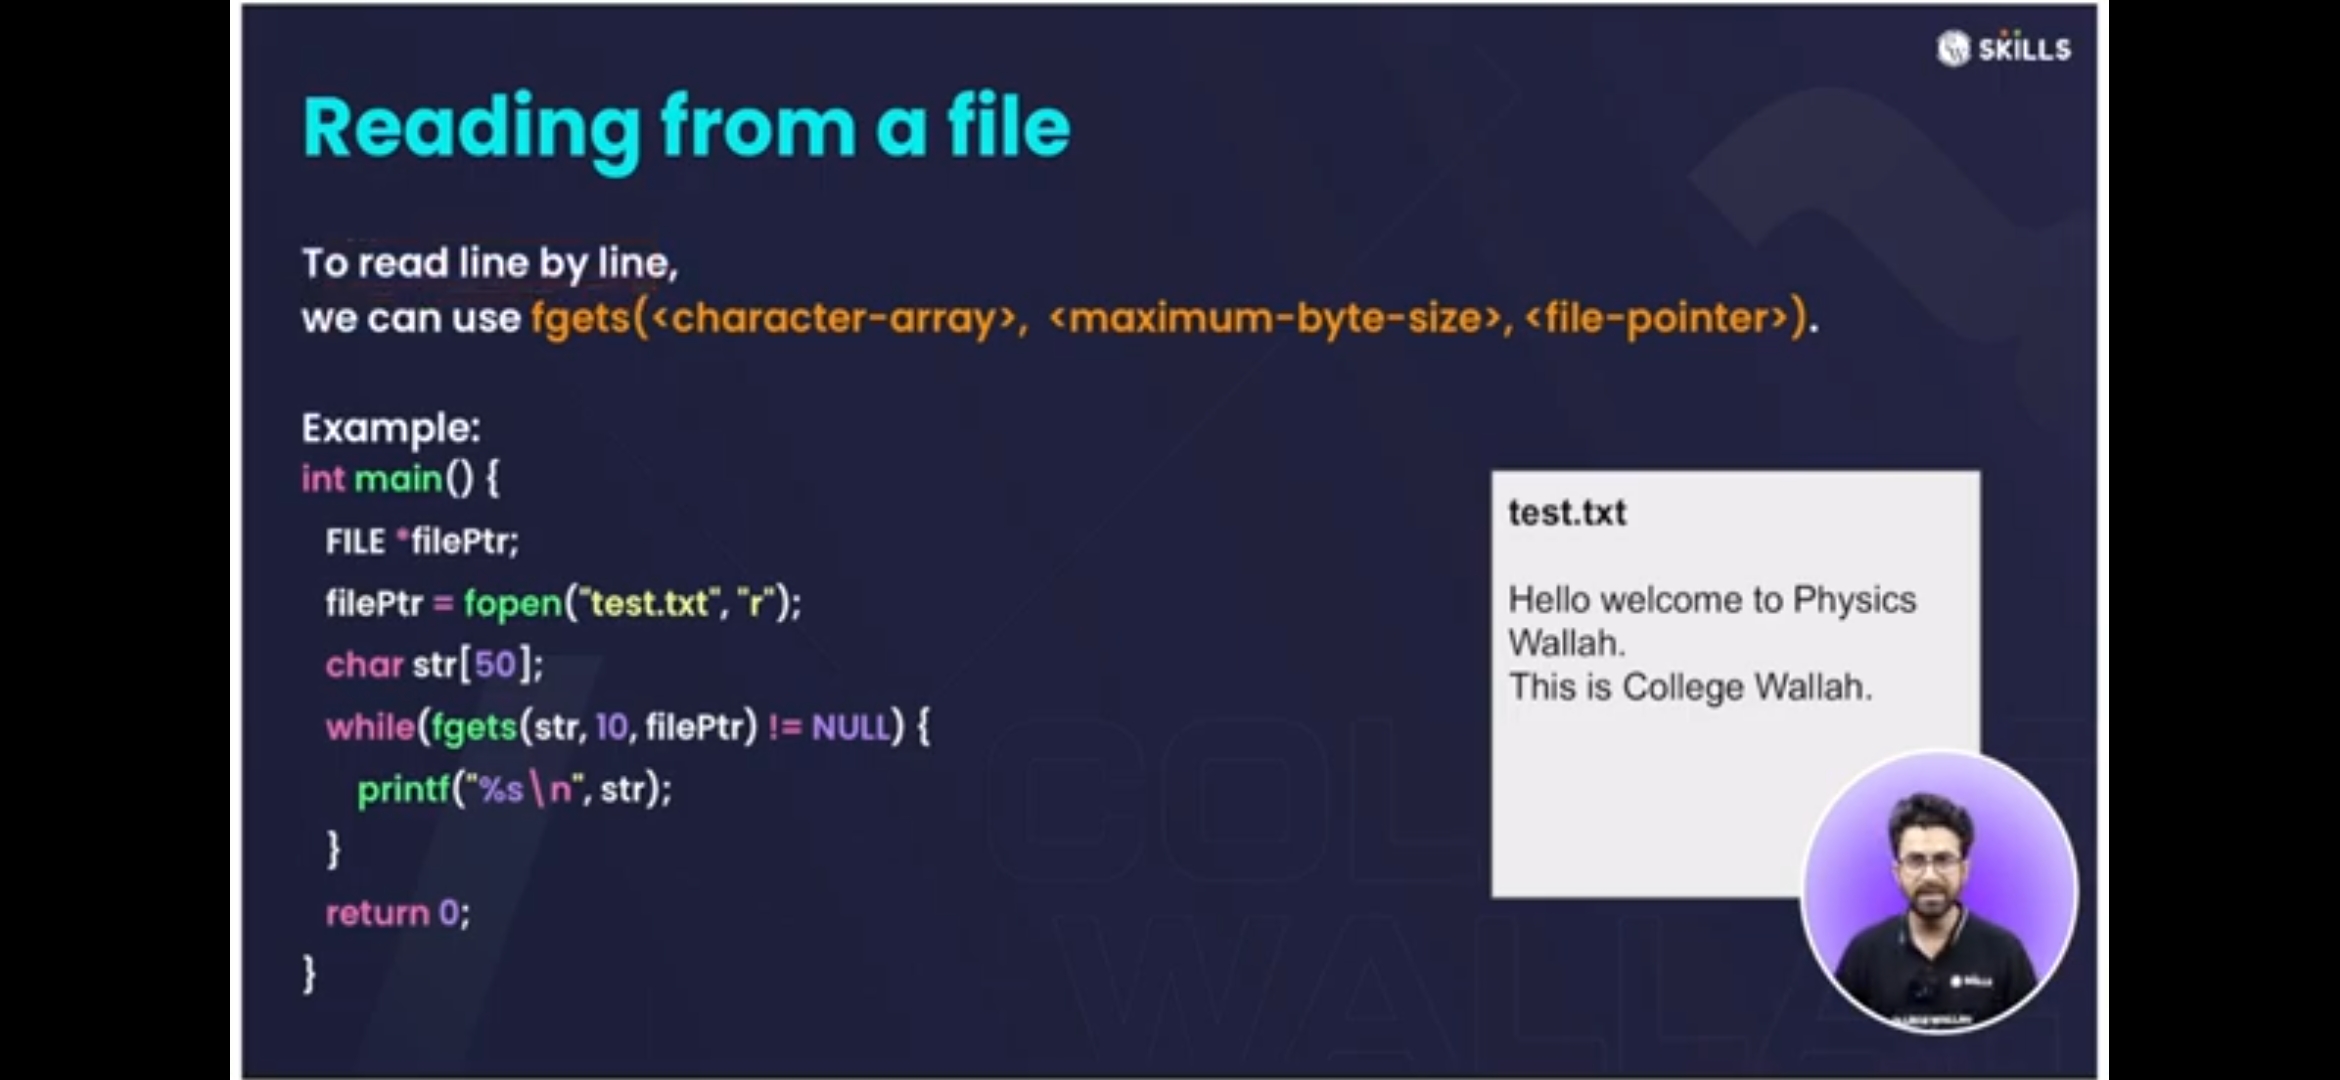 SKILLS
Reading from a file
To read line by line,
we can use fgets(<character-array>, <maximum-byte-size>, <file-pointer>).
Example:
int main() {
FILE *filePtr;
filePtr = fopen("test.txt", "r");
char str[50];
while(fgets(str, 10, filePtr) != NULL) {
printf("%s\n", str);
}
return 0;
}
test.txt
Hello welcome to Physics
Wallah.
This is College Wallah.